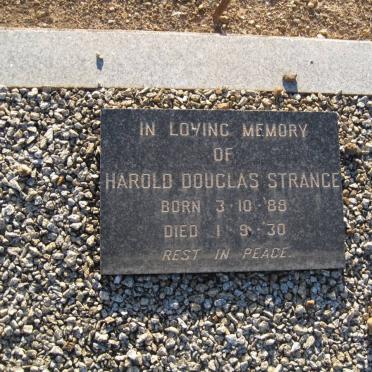 IN LOVING MEMORY
OF
HAROLD DOUGLAS STRANGE
BORN 3·10·'88
DIED 1·9·'30
REST IN PEACE.